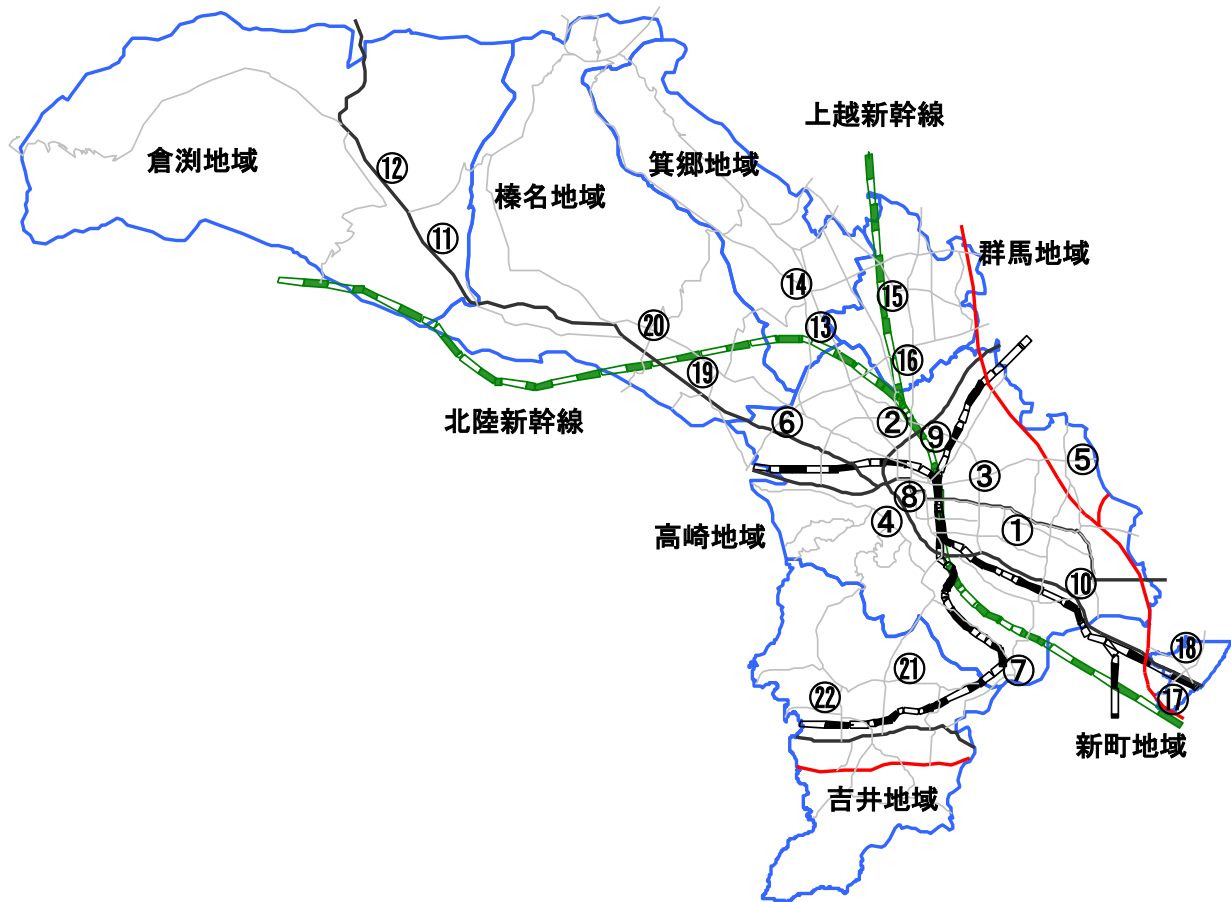 上越新幹線
倉渕地域
⑫
榛名地域
箕郷地域
⑪
群馬地域
⑭
⑮
⑬
⑳
⑯
⑲
北陸新幹線
⑥
②
⑨
③
⑤
⑧
④
①
高崎地域
⑩
⑱
㉑
⑦
㉒
⑰
新町地域
吉井地域